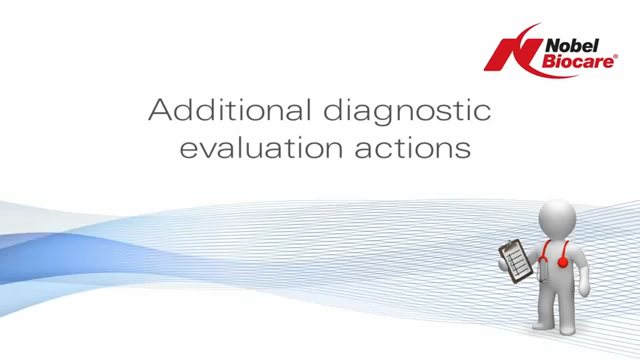 Nobel
Biocare®
Additional diagnostic
evaluation actions